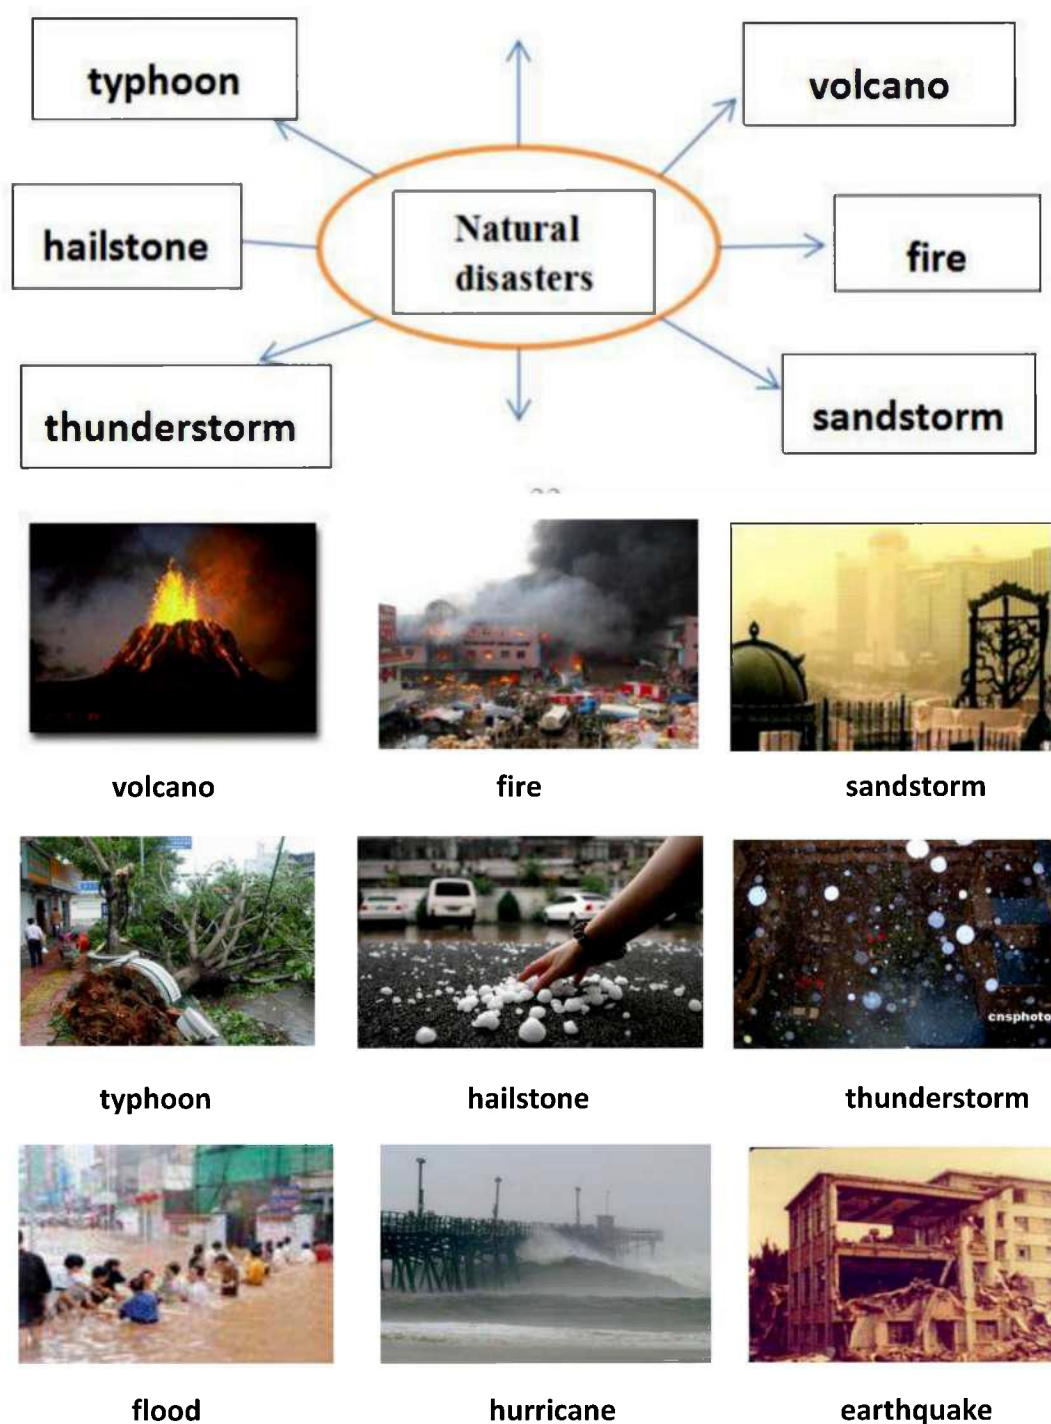 typhoon
volcano
Natural
disasters
hailstone
fire
thunderstorm
sandstorm
volcano
fire
sandstorm
cnsphoto
typhoon
hailstone
thunderstorm
flood
hurricane
earthquake